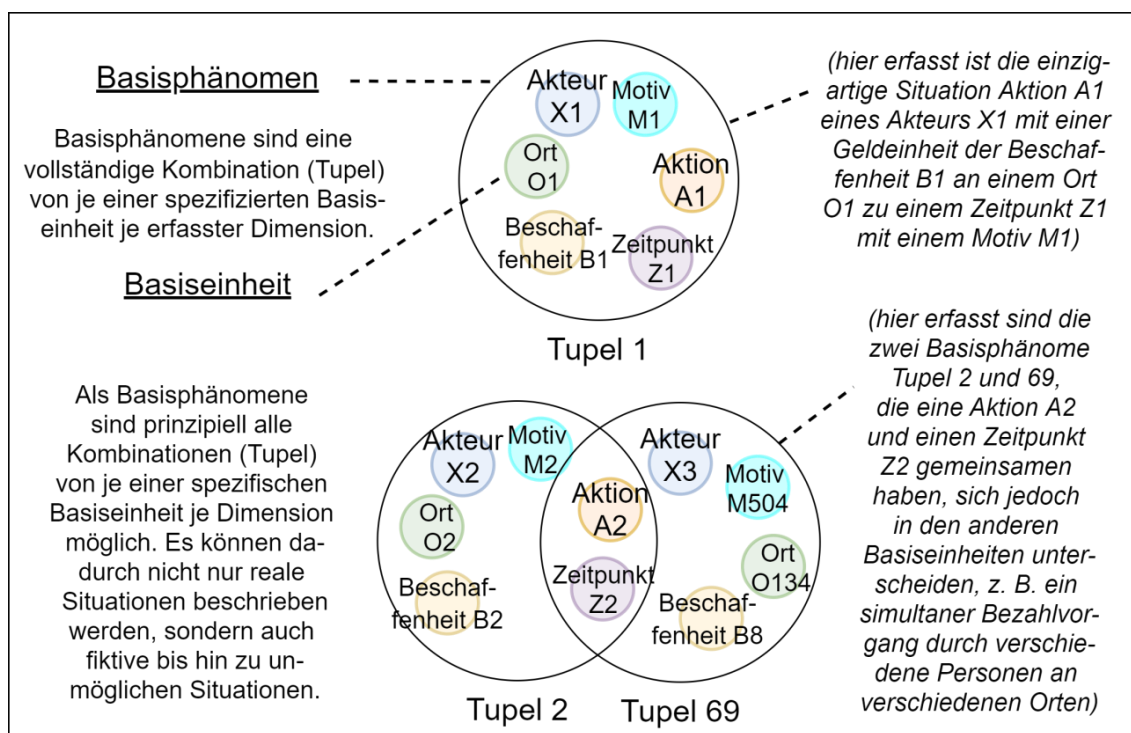 Basisphänomen
Basisphänomene sind eine
vollständige Kombination (Tupel)
von je einer spezifizierten Basis-
einheit je erfasster Dimension.
Basiseinheit
Akteur
X1
Motiv
M1
Ort
O1
Aktion
A1
Beschaf-
fenheit B1
Zeitpunkt
Z1
Tupel 1
(hier erfasst ist die einzig-
artige Situation Aktion A1
eines Akteurs X1 mit einer
Geldeinheit der Beschaf-
fenheit B1 an einem Ort
O1 zu einem Zeitpunkt Z1
mit einem Motiv M1)
Als Basisphänomene
sind prinzipiell alle
Kombinationen (Tupel)
von je einer spezifischen
Basiseinheit je Dimension
möglich. Es können da-
durch nicht nur reale
Situationen beschrieben
werden, sondern auch
fiktive bis hin zu un-
möglichen Situationen.
Akteur
X2
Motiv
M2
Ort
O2
Beschaf-
fenheit B2
Aktion
A2
Zeitpunkt
Z2
Akteur
X3
Motiv
M504
Ort
O134
Beschaf-
fenheit B8
Tupel 2
Tupel 69
(hier erfasst sind die
zwei Basisphänome
Tupel 2 und 69,
die eine Aktion A2
und einen Zeitpunkt
Z2 gemeinsamen
haben, sich jedoch
in den anderen
Basiseinheiten unter-
scheiden, z. B. ein
simultaner Bezahlvor-
gang durch verschie-
dene Personen an
verschiedenen Orten)